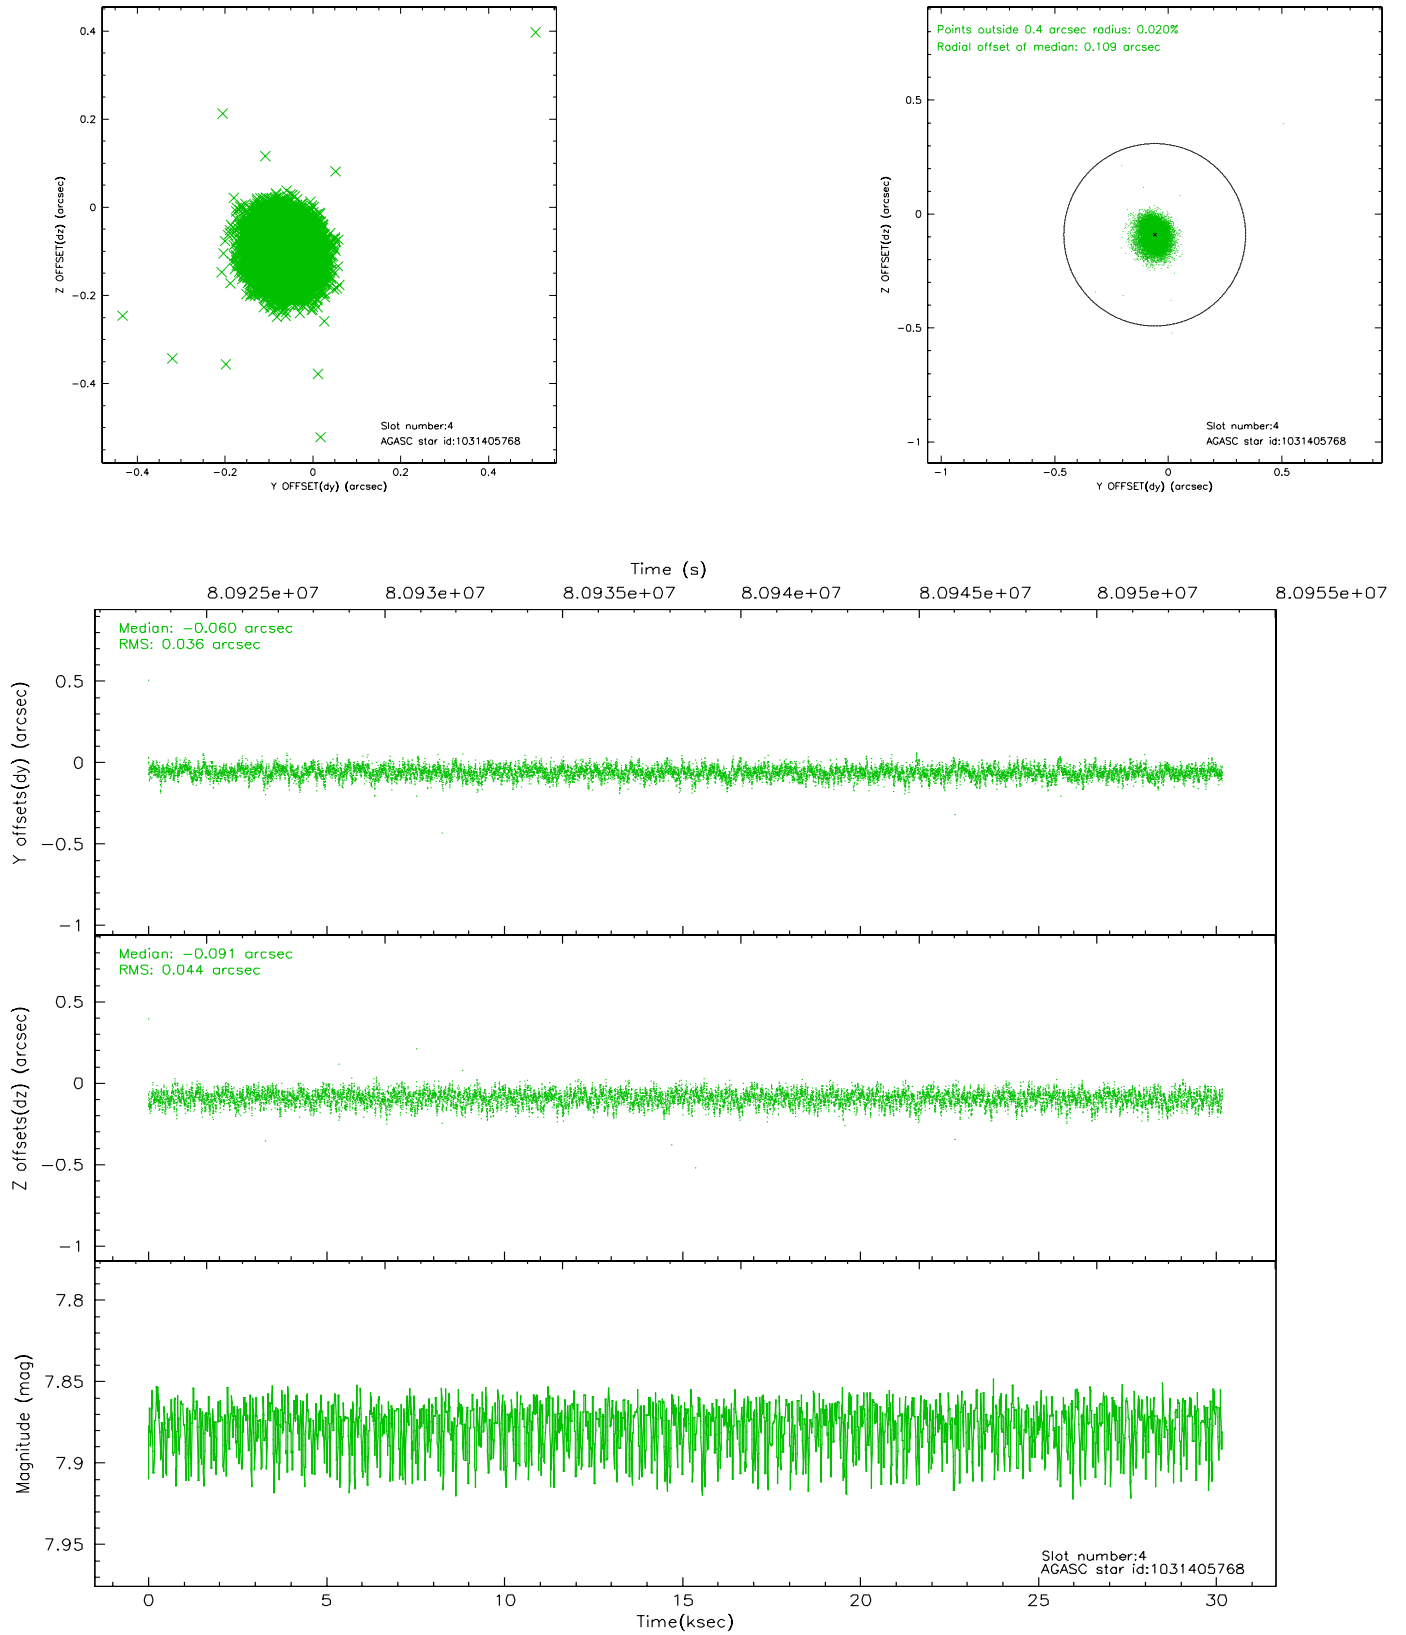 0.4
0.2
0
−0.2
−0.4
Z OFFSET(dz) (arcsec)
Slot number:4
AGASC star id:1031405768
−0.4 −0.2 0 0.2 0.4
Y OFFSET(dy) (arcsec)
Points outside 0.4 arcsec radius: 0.020%
Radial offset of median: 0.109 arcsec
0.5
0
−0.5
−1
Z OFFSET(dz) (arcsec)
Slot number:4
AGASC star id:1031405768
−1 −0.5 0 0.5
Y OFFSET(dy) (arcsec)
Time (s)
8.0925e+07 8.093e+07 8.0935e+07 8.094e+07 8.0945e+07 8.095e+07 8.0955e+07
Median: −0.060 arcsec
RMS: 0.036 arcsec
0.5
0
−0.5
−1
Y offsets(dy) (arcsec)
Median: −0.091 arcsec
RMS: 0.044 arcsec
0.5
0
−0.5
−1
Z offsets(dz) (arcsec)
7.8
7.85
7.9
7.95
Magnitude (mag)
Slot number:4
AGASC star id:1031405768
0 5 10 15 20 25 30
Time(ksec)